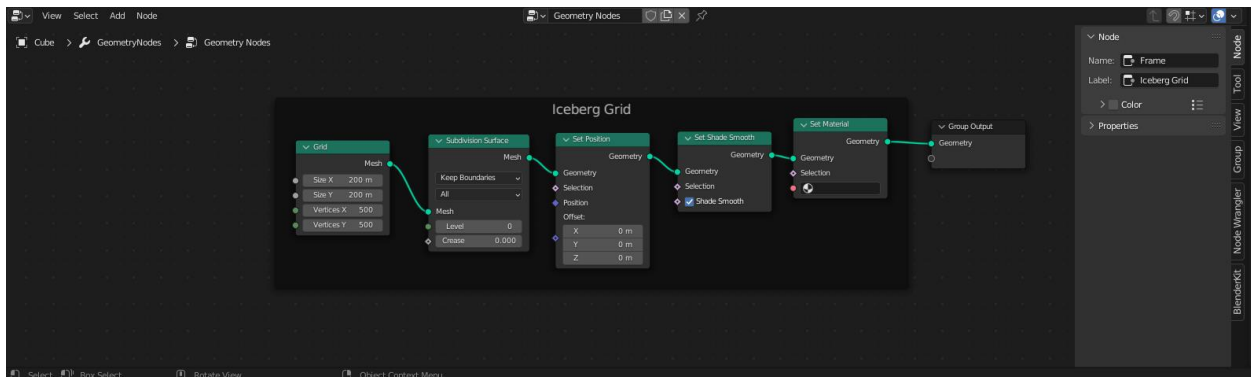 View Select Add Node
Geometry Nodes
Cube > GeometryNodes > Geometry Nodes
Iceberg Grid
Grid
Mesh
Size X 200 m
Size Y 200 m
Vertices X 500
Vertices Y 500
Subdivision Surface
Mesh
Keep Boundaries
All
Mesh
Level 0
Crease 0.000
Set Position
Geometry
Geometry
Selection
Position
Offset:
X 0 m
Y 0 m
Z 0 m
Set Shade Smooth
Geometry
Geometry
Selection
Shade Smooth
Set Material
Geometry
Geometry
Selection
Group Output
Geometry
Node
Name: Frame
Label: Iceberg Grid
Color
Properties
Node
Tool
View
Group
Node Wrangler
BlenderKit
Select Box Select Rotate View Object Context Menu